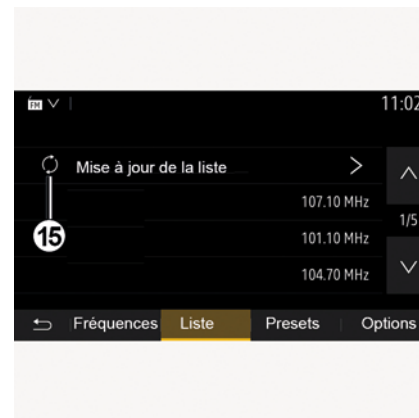 FM 11:02
Mise à jour de la liste
107.10 MHz
15
1/5
101.10 MHz
104.70 MHz
Fréquences Liste Presets Options